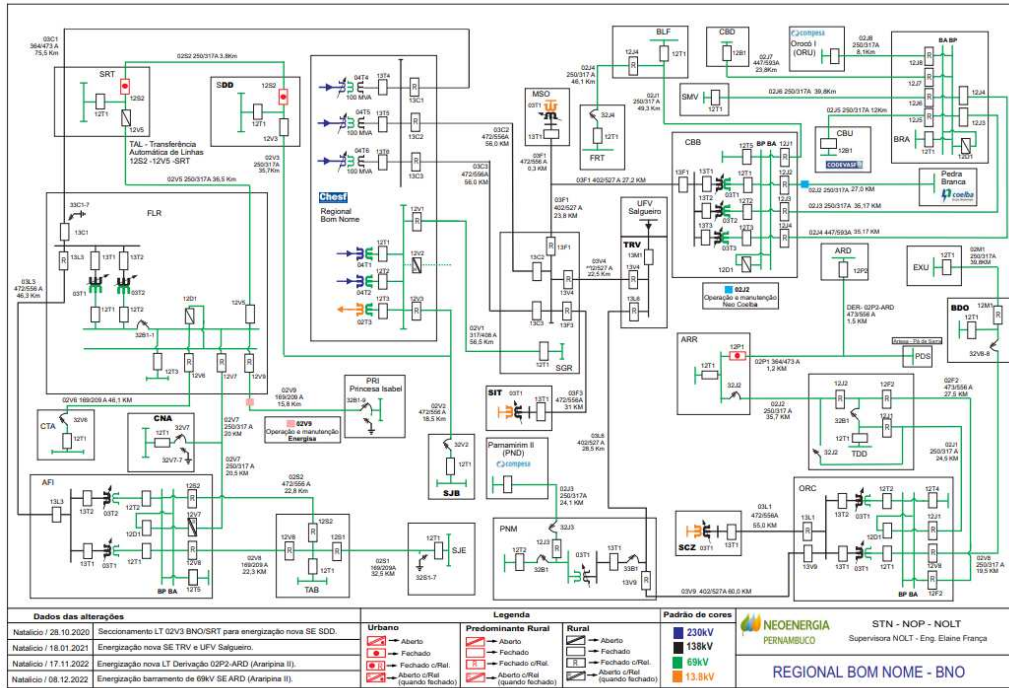 03C1
364/473 A
75,5 Km
SRT
02S2 250/317A 3,8Km
12S2
12T1
12V5
TAL - Transferência
Automática de Linhas
12S2 -12V5 -SRT
SDD
12S2
12T1
12V3
02V3
250/317A
35,7Km
02V5 250/317A 36,5 Km
04T4
100 MVA
13T4
13C1
04T5
100 MVA
13T5
13C2
04T6
100 MVA
13T6
13C3
Chesf
Regional
Bom Nome
12V1
12T1
04T1
12V2
12T2
04T2
12T3
02T3
12V3
03C2
472/556A
56,0 KM
03C3
472/556A
56,0 KM
02V1
317/408 A
56,5 Km
FLR
33C1-7
13C1
13L3
13T1
13T2
03T1
03T2
12T1
12T2
12D1
32B1-1
12T3
12V6
12V7
12V9
12V5
03L3
472/556 A
46,3 Km
02V6 169/209 A 46,1 KM
CTA
32V6
12T1
CNA
12T1
32V7
32V7-7
02V7
250/317 A
20 KM
02V7
250/317 A
20,5 KM
02V9
169/209 A
15,8 Km
02V9
Operação e manutenção
Energisa
PRI
Princesa Isabel
32B1-9
12T1
02V2
472/556 A
18,5 Km
32V2
12T1
SJB
AFI
13L3
13T2
03T2
12T2
12D1
12S2
12V7
13T1
03T1
12T1
12V8
12T5
BP BA
02S2
472/556 A
22,8 Km
02V8
169/209 A
22,3 KM
12V8
12S2
12S1
12T1
TAB
02S1
169/209A
32,5 KM
12T1
SJE
32S1-7
MSO
03T1
13T1
03F1
472/556 A
0,3 KM
03F1 402/527 A 27,2 KM
03F1
402/527 A
23,8 KM
13F1
13C2
13V4
13C3
13F3
12T1
SGR
UFV
Salgueiro
TRV
13M1
13V4
13L6
SIT
03T1
13T1
03F3
472/556A
31 KM
03L6
402/527 A
28,5 Km
Parnamirim II
(PND)
compesa
02J3
250/317A
24,1 KM
PNM
32J3
12T2
12J3
32B1
03T1
13T1
33B1
13V9
03V9 402/527A 60,0 KM
BLF
12J4
12T1
02J4
250/317 A
46,1 Km
02J1
250/317 A
49,3 Km
32J4
12T1
FRT
CBD
12B1
02J7
447/593A
23,8Km
compesa
Orocó I
(ORU)
02J8
250/317A
8,1Km
02J6 250/317A 39,8Km
SMV
12T1
02J5 250/317A 12Km
CBU
12B1
CODEVASF
BA BP
12J8
12J7
12J6
12J5
12J4
12J3
BRA
12T1
12D1
CBB
13F1
12T5
BP BA
12J1
13T1
03T1
12T1
12J2
13T2
03T2
12T2
12J3
13T3
03T3
12T3
12J4
12D1
02J2 250/317A 27,0 KM
Pedra
Branca
coelba
02J3 250/317A 35,17 KM
02J4 447/593A 35,17 KM
02J2
Operação e manutenção
Neo Coelba
ARD
12P2
DER- 02P2-ARD
473/556 A
1,5 KM
PDS
ARR
12P1
12T1
02P1 364/473 A
1,2 KM
32J2
02J2
250/317 A
35,7 KM
12J2
12F2
32B1
12T1
32J2
TDD
12J1
02F2
473/556 A
27,5 KM
02J1
250/317 A
24,5 KM
EXU
12T1
02M1
250/317 A
39,8KM
BDO
12M1
12T1
32V8-8
ORC
13L1
13T2
03T2
12T2
12T4
12J1
12D1
13V9
13T1
03T1
12T1
12V8
12F2
BP BA
02V8
250/317 A
19,5 KM
SCZ
03T1
13T1
03L1
472/556A
55,0 KM
Dados das alterações
Natalício / 28.10.2020 Seccionamento LT 02V3 BNO/SRT para energização nova SE SDD.
Natalício / 18.01.2021 Energização nova SE TRV e UFV Salgueiro.
Natalício / 17.11.2022 Energização nova LT Derivação 02P2-ARD (Araripina II).
Natalício / 08.12.2022 Energização barramento de 69kV SE ARD (Araripina II).
Legenda
Urbano
Aberto
Fechado
Fechado c/Rel.
Aberto c/Rel
(quando fechado)
Predominante Rural
Aberto
Fechado
Fechado c/Rel.
Aberto c/Rel
(quando fechado)
Rural
Aberto
Fechado
Fechado c/Rel.
Aberto c/Rel
(quando fechado)
Padrão de cores
230kV
138kV
69kV
13.8kV
NEOENERGIA
PERNAMBUCO
STN - NOP - NOLT
Supervisora NOLT - Eng. Elaine França
REGIONAL BOM NOME - BNO